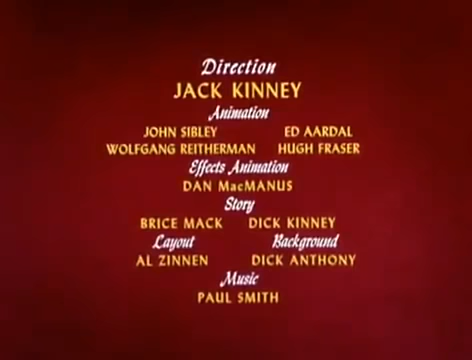 Direction
JACK KINNEY
Animation
JOHN SIBLEY ED AARDAL
WOLFGANG REITHERMAN HUGH FRASER
Effects Animation
DAN MacMANUS
Story
BRICE MACK DICK KINNEY
Layout Background
AL ZINNEN DICK ANTHONY
Music
PAUL SMITH